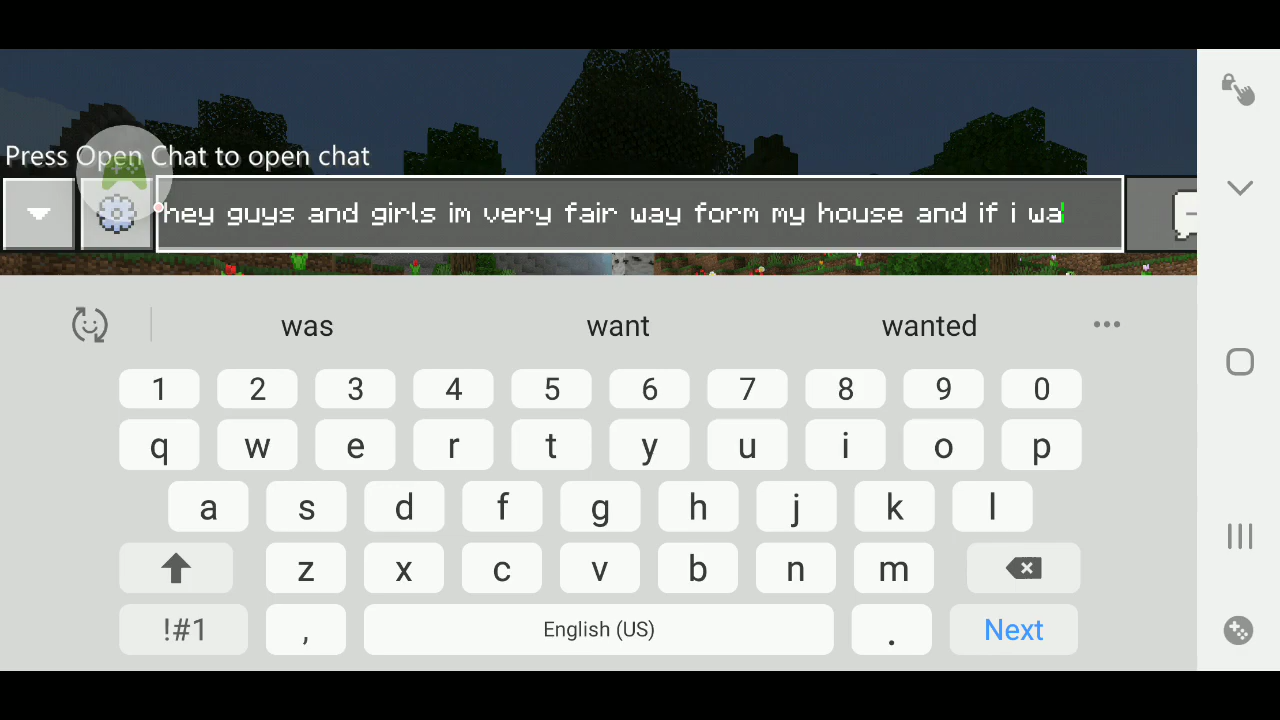 Press Open Chat to open chat
hey guys and girls im very fair way form my house and if i wa
was want wanted
1 2 3 4 5 6 7 8 9 0
q w e r t y u i o p
a s d f g h j k l
z x c v b n m
!#1 , English (US) . Next